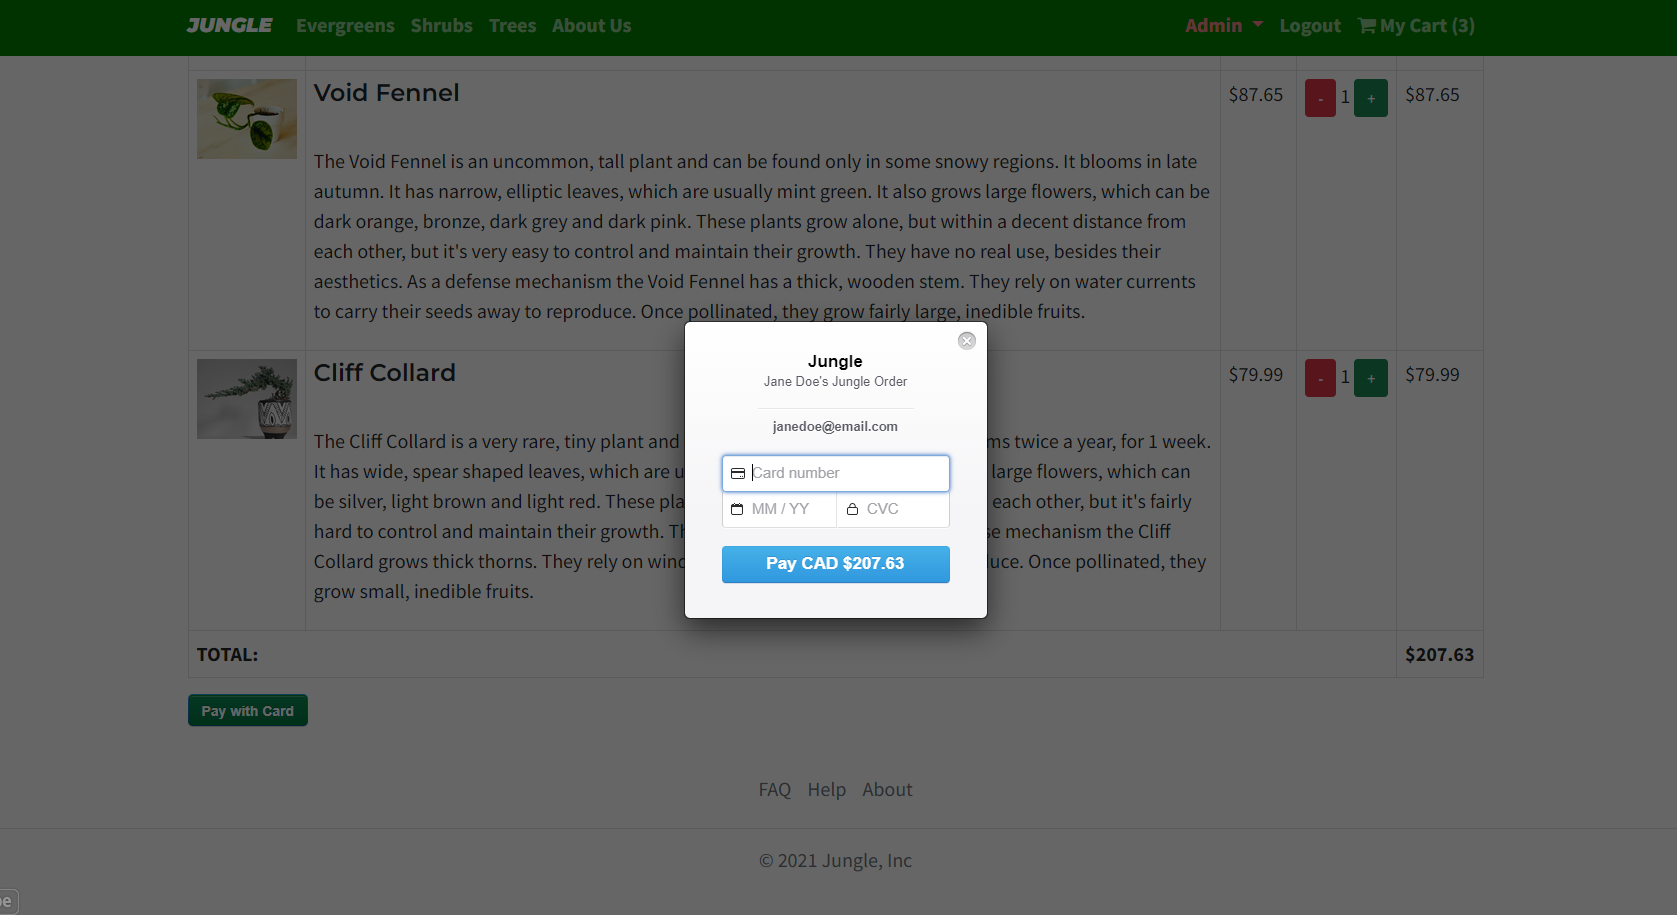 JUNGLE Evergreens Shrubs Trees About Us Admin Logout My Cart (3)
Void Fennel $87.65 - 1 + $87.65
The Void Fennel is an uncommon, tall plant and can be found only in some snowy regions. It blooms in late
autumn. It has narrow, elliptic leaves, which are usually mint green. It also grows large flowers, which can be
dark orange, bronze, dark grey and dark pink. These plants grow alone, but within a decent distance from
each other, but it's very easy to control and maintain their growth. They have no real use, besides their
aesthetics. As a defense mechanism the Void Fennel has a thick, wooden stem. They rely on water currents
to carry their seeds away to reproduce. Once pollinated, they grow fairly large, inedible fruits.
Cliff Collard $79.99 - 1 + $79.99
The Cliff Collard is a very rare, tiny plant and ms twice a year, for 1 week.
It has wide, spear shaped leaves, which are u large flowers, which can
be silver, light brown and light red. These pla each other, but it's fairly
hard to control and maintain their growth. Th se mechanism the Cliff
Collard grows thick thorns. They rely on wind uce. Once pollinated, they
grow small, inedible fruits.
Jungle
Jane Doe's Jungle Order
janedoe@email.com
Card number
MM / YY CVC
Pay CAD $207.63
TOTAL: $207.63
Pay with Card
FAQ Help About
© 2021 Jungle, Inc